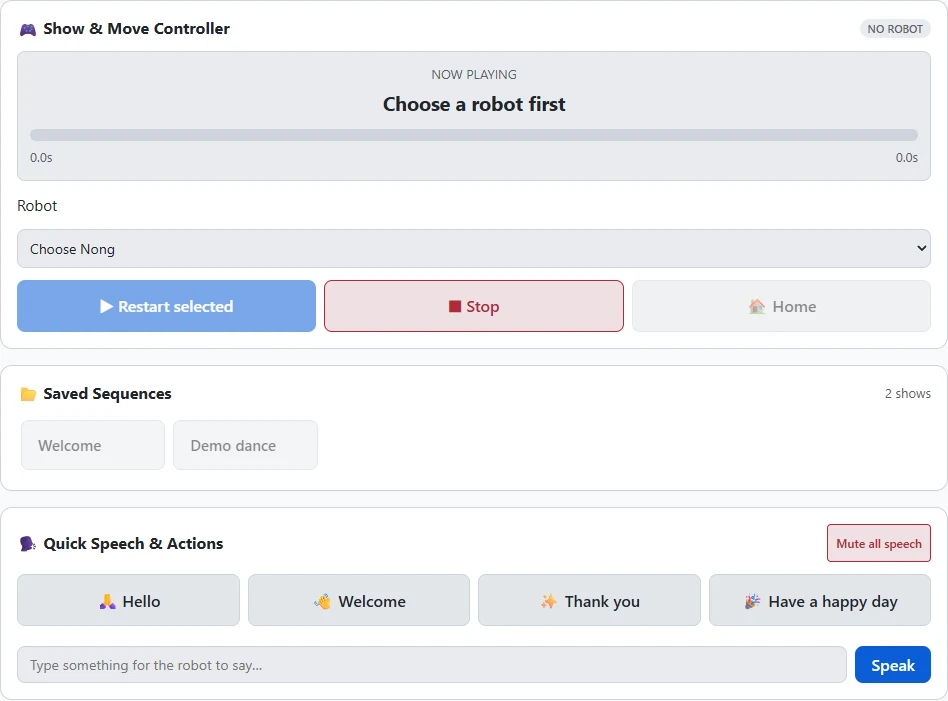 Show & Move Controller
NO ROBOT
NOW PLAYING
Choose a robot first
0.0s
0.0s
Robot
Choose Nong
Restart selected
Stop
Home
Saved Sequences
2 shows
Welcome
Demo dance
Quick Speech & Actions
Mute all speech
Hello
Welcome
Thank you
Have a happy day
Type something for the robot to say...
Speak